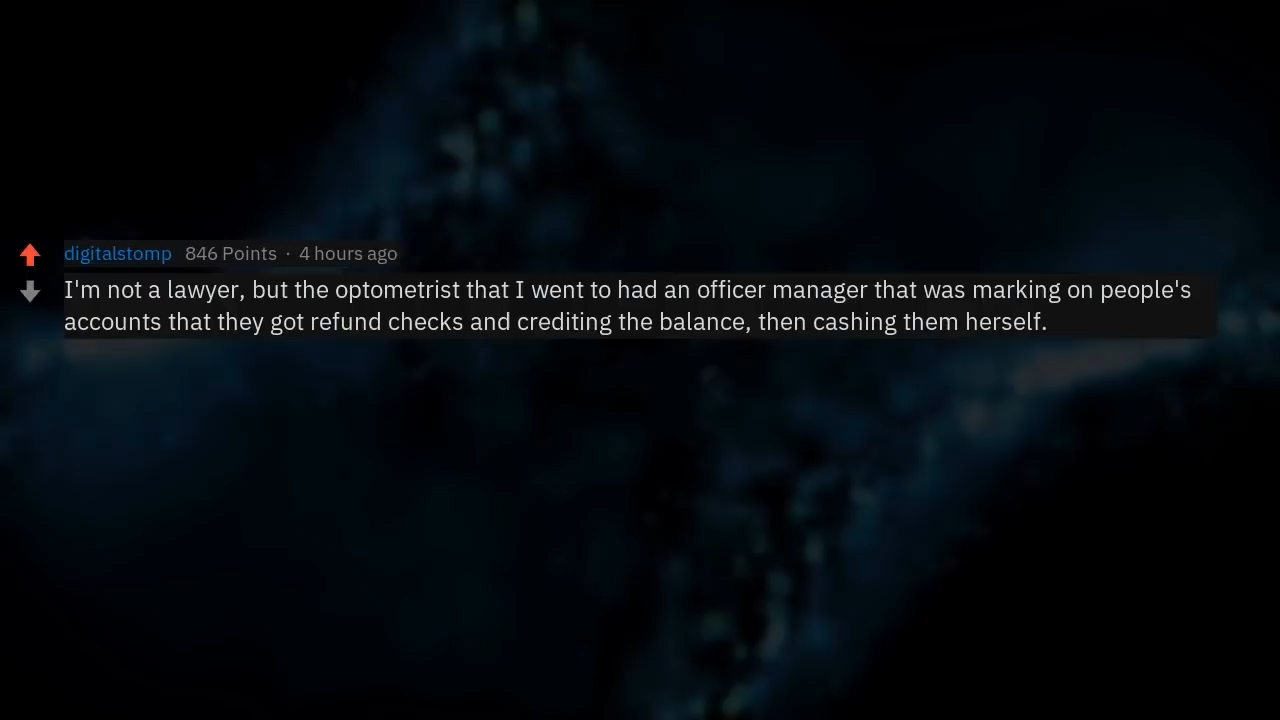 digitalstomp 846 Points · 4 hours ago
I'm not a lawyer, but the optometrist that I went to had an officer manager that was marking on people's
accounts that they got refund checks and crediting the balance, then cashing them herself.